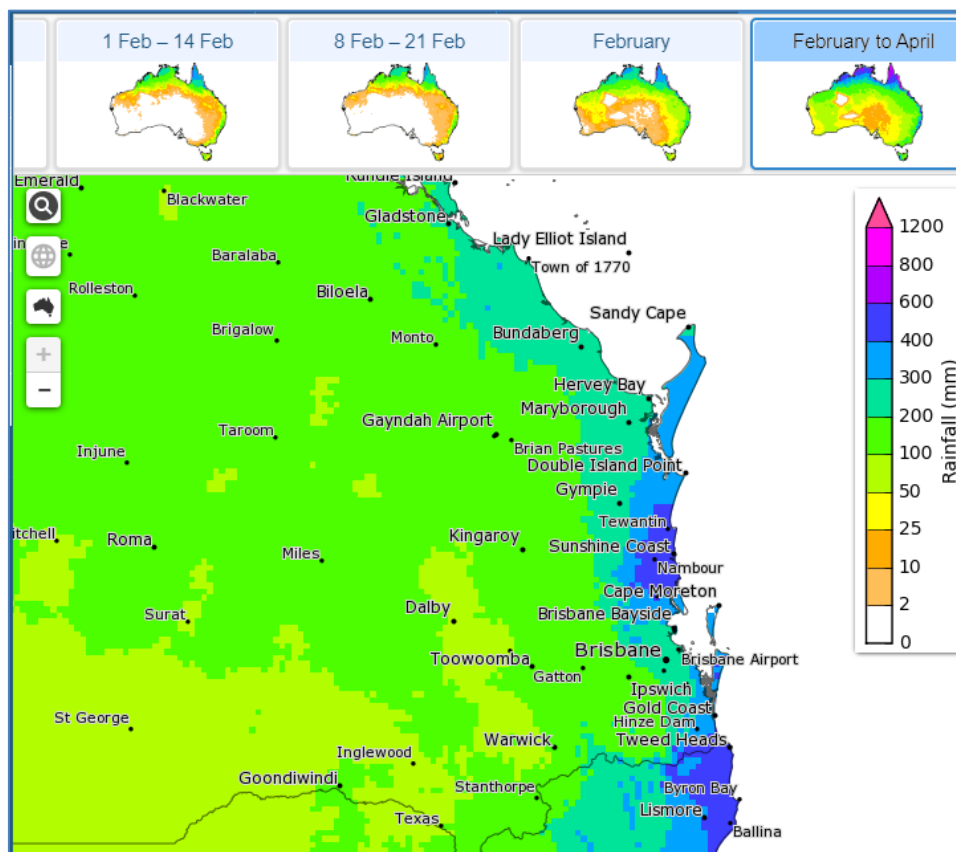 1 Feb – 14 Feb
8 Feb – 21 Feb
February
February to April
Emerald
Blackwater
Gladstone
Lady Elliot Island
Town of 1770
Baralaba
Rolleston
Biloela
Sandy Cape
Brigalow
Monto
Bundaberg
Hervey Bay
Maryborough
Gayndah Airport
Taroom
Brian Pastures
Injune
Double Island Point
Gympie
Tewantin
itchell
Roma
Kingaroy
Sunshine Coast
Miles
Nambour
Cape Moreton
Surat
Dalby
Brisbane Bayside
Brisbane
Toowoomba
Brisbane Airport
Gatton
Ipswich
Gold Coast
St George
Hinze Dam
Warwick
Tweed Heads
Inglewood
Goondiwindi
Stanthorpe
Byron Bay
Lismore
Texas
Ballina
1200
800
600
400
300
200
100
50
25
10
2
0
Rainfall (mm)
+
−